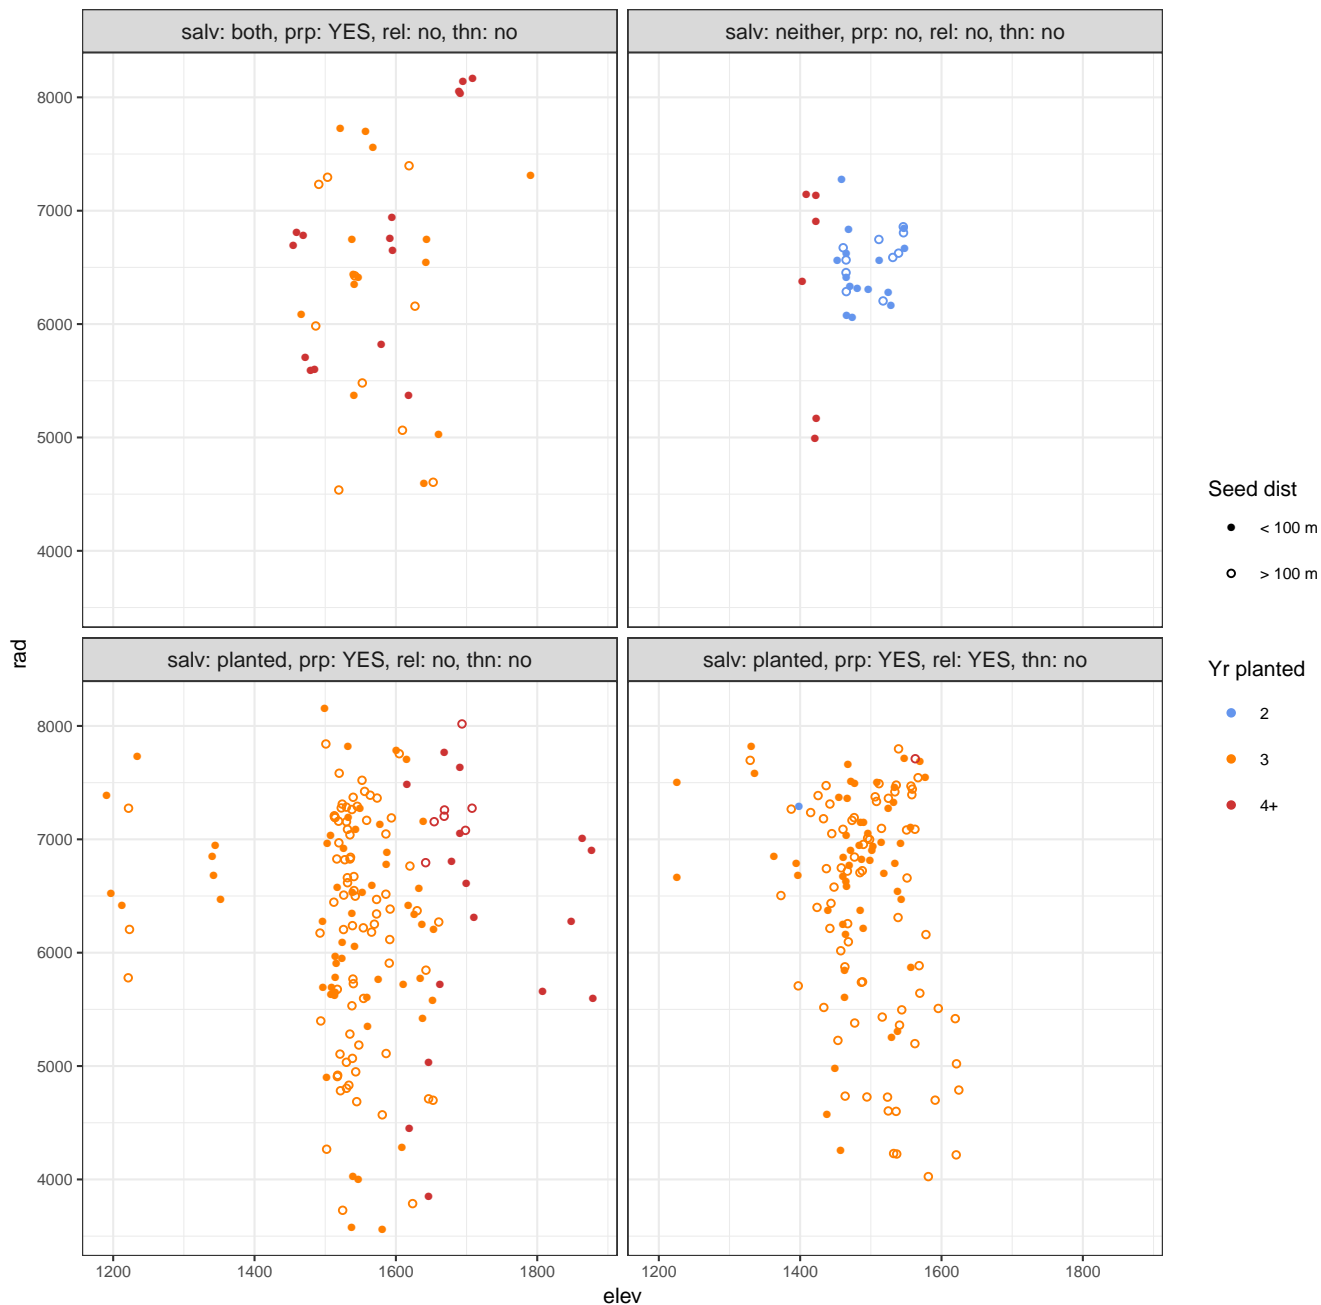 salv: both, prp: YES, rel: no, thn: no
salv: neither, prp: no, rel: no, thn: no
8000
7000
6000
5000
4000
salv: planted, prp: YES, rel: no, thn: no
salv: planted, prp: YES, rel: YES, thn: no
8000
7000
6000
5000
4000
rad
1200
1400
1600
1800
1200
1400
1600
1800
elev
Seed dist
< 100 m
> 100 m
Yr planted
2
3
4+